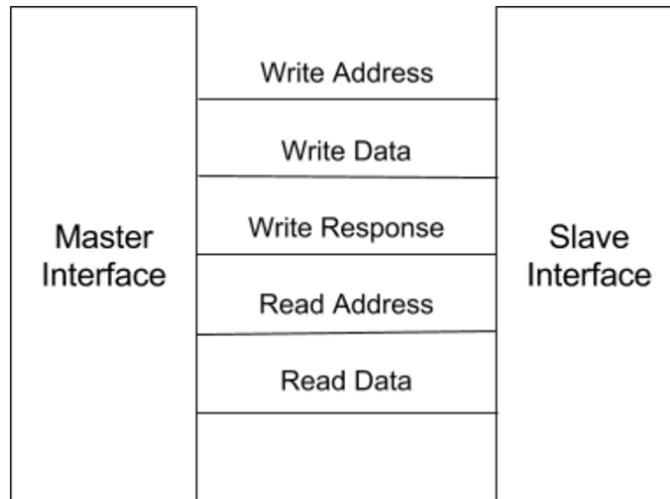 Write Address
Write Data
Master
Interface
Write Response
Slave
Interface
Read Address
Read Data